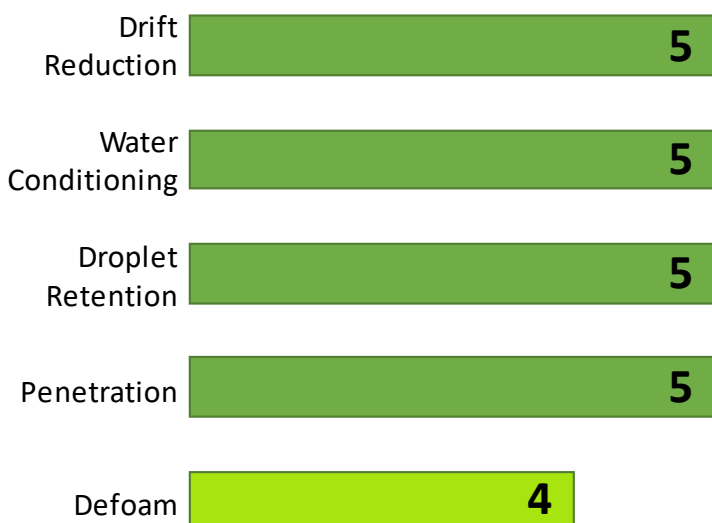 Drift
Reduction
5
Water
Conditioning
5
Droplet
Retention
5
Penetration
5
Defoam
4